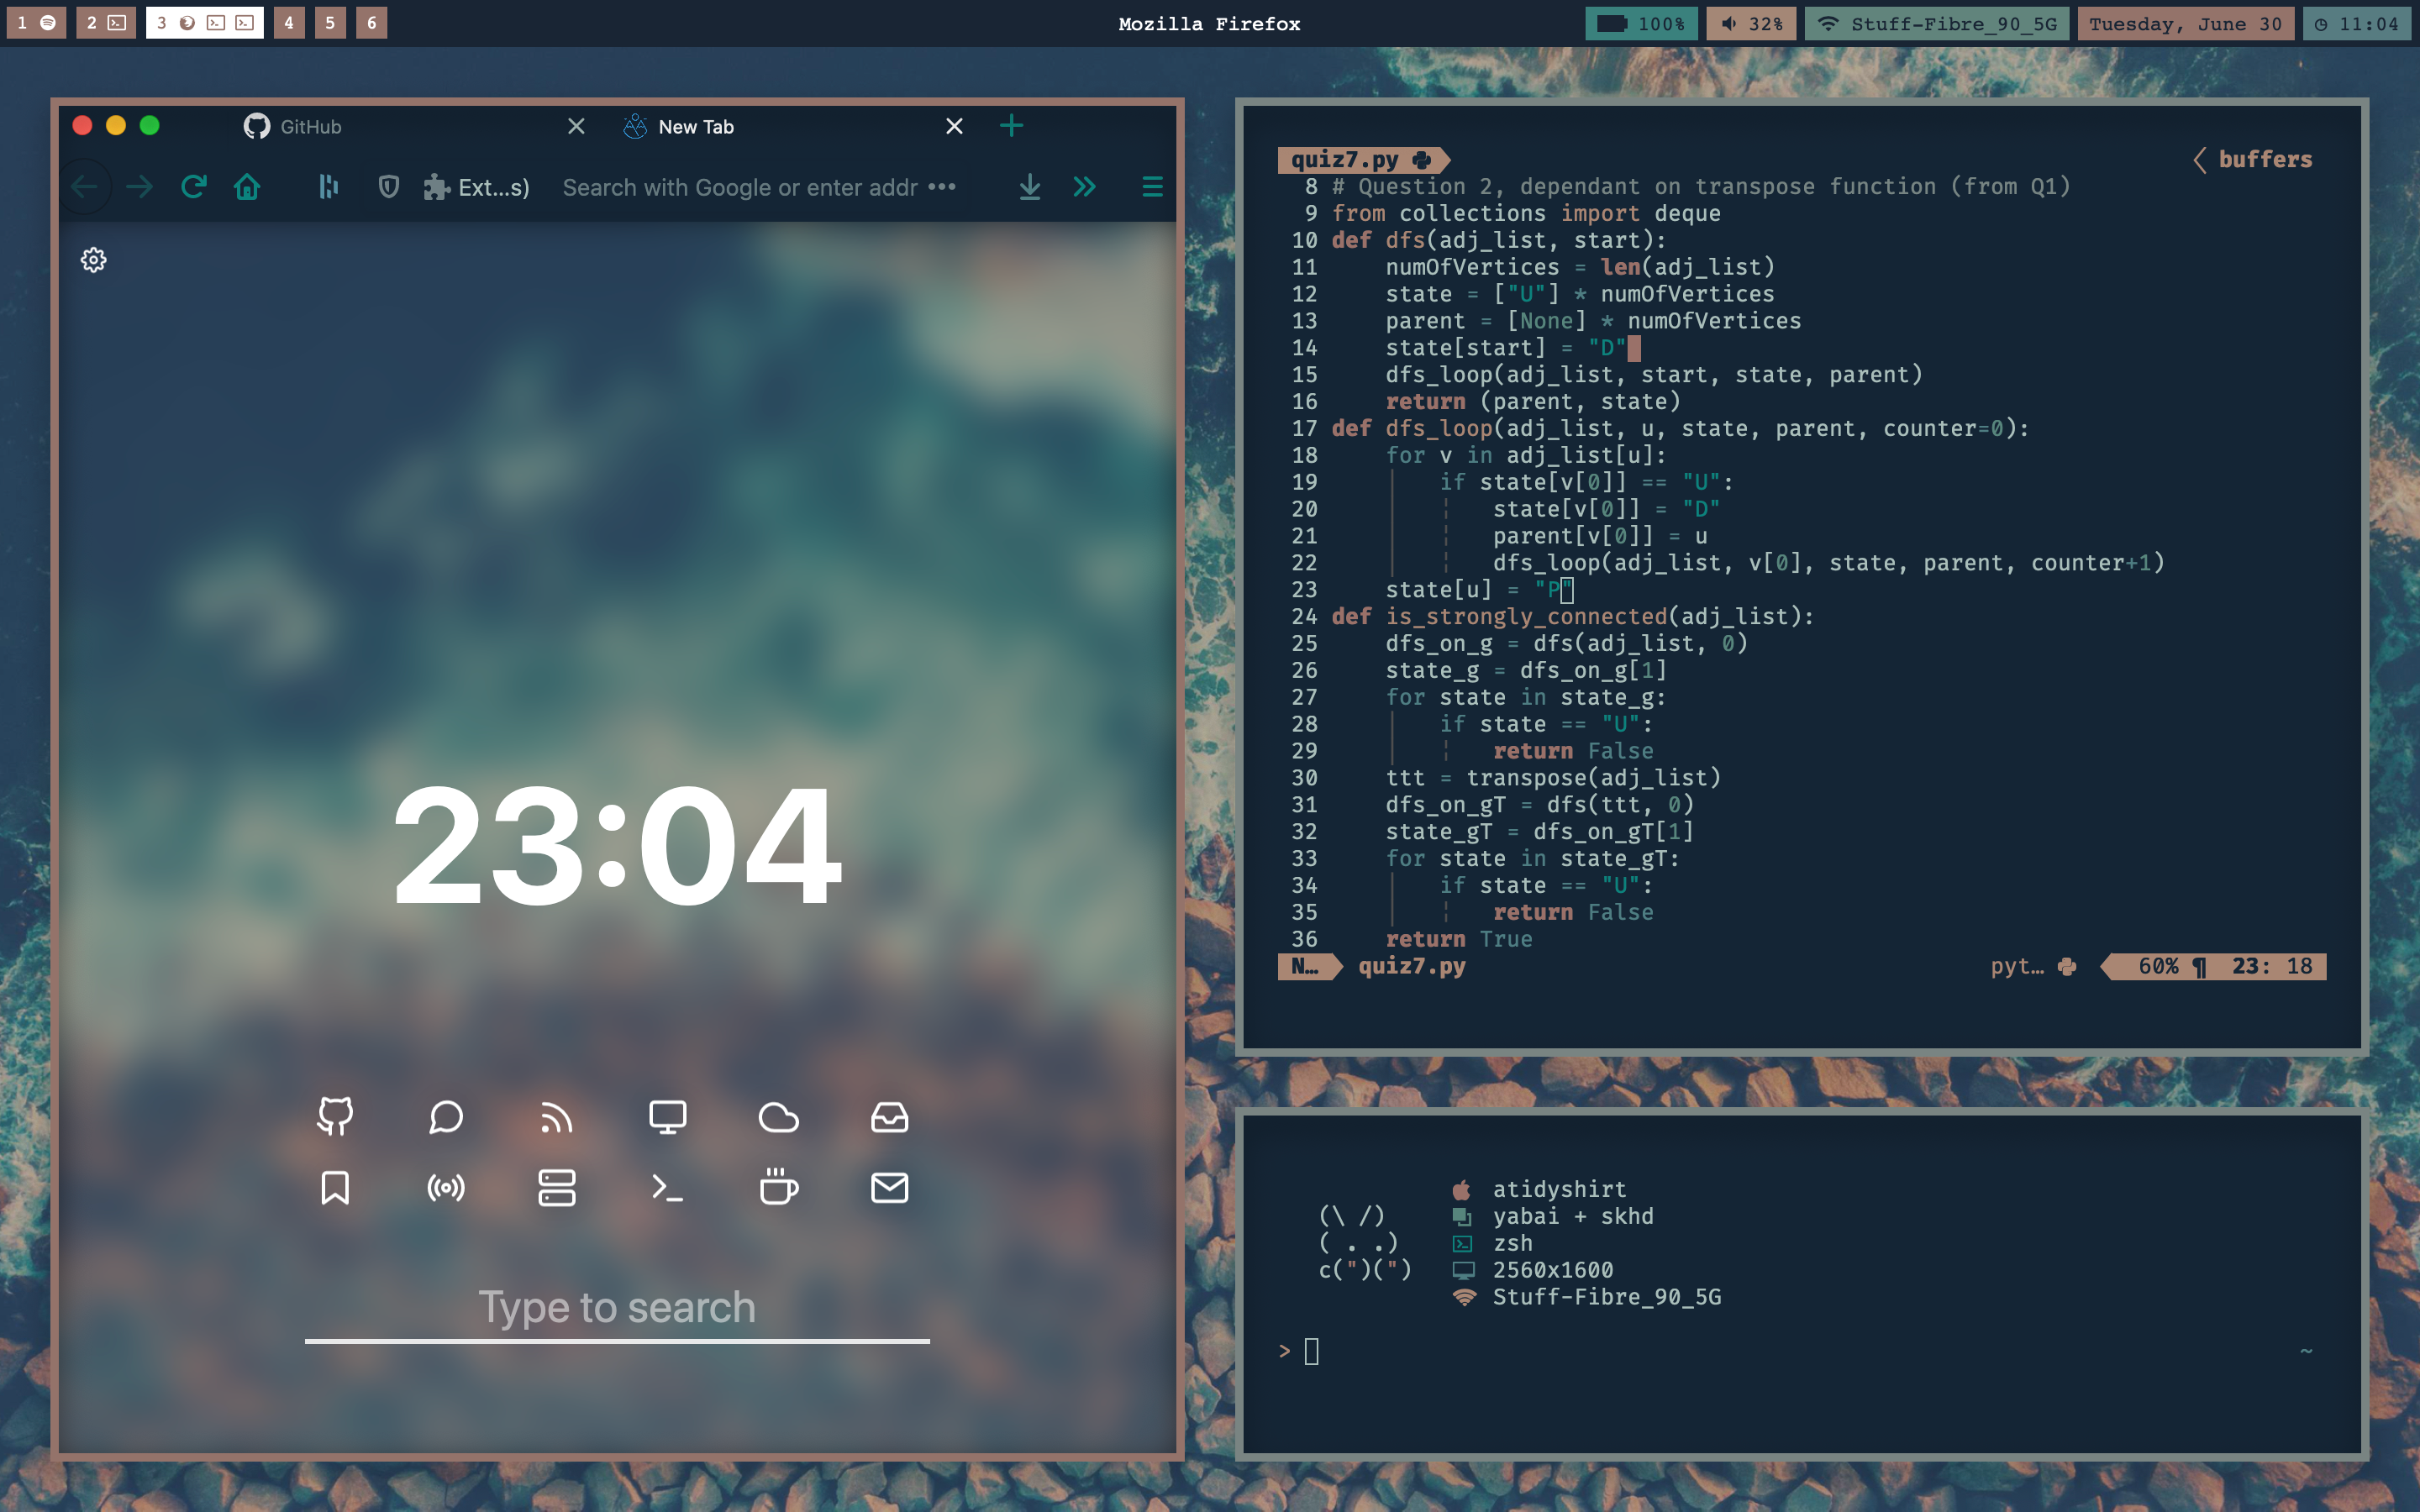 1 2 3 4 5 6 Mozilla Firefox 100% 32% Stuff-Fibre_90_5G Tuesday, June 30 11:04
GitHub New Tab
Ext...s) Search with Google or enter addr
23:04
Type to search
quiz7.py buffers
8 # Question 2, dependant on transpose function (from Q1)
9 from collections import deque
10 def dfs(adj_list, start):
11 numOfVertices = len(adj_list)
12 state = ["U"] * numOfVertices
13 parent = [None] * numOfVertices
14 state[start] = "D"
15 dfs_loop(adj_list, start, state, parent)
16 return (parent, state)
17 def dfs_loop(adj_list, u, state, parent, counter=0):
18 for v in adj_list[u]:
19 if state[v[0]] == "U":
20 state[v[0]] = "D"
21 parent[v[0]] = u
22 dfs_loop(adj_list, v[0], state, parent, counter+1)
23 state[u] = "P"
24 def is_strongly_connected(adj_list):
25 dfs_on_g = dfs(adj_list, 0)
26 state_g = dfs_on_g[1]
27 for state in state_g:
28 if state == "U":
29 return False
30 ttt = transpose(adj_list)
31 dfs_on_gT = dfs(ttt, 0)
32 state_gT = dfs_on_gT[1]
33 for state in state_gT:
34 if state == "U":
35 return False
36 return True
N… quiz7.py pyt… 60% ¶ 23: 18
atidyshirt
(\ /) yabai + skhd
( . .) zsh
c(")(") 2560x1600
Stuff-Fibre_90_5G
> ~